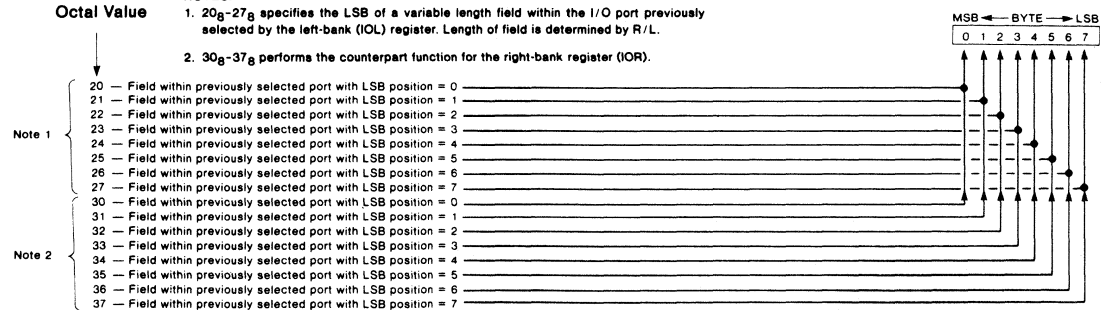 Octal Value
1. 20₈-27₈ specifies the LSB of a variable length field within the I/O port previously
selected by the left-bank (IOL) register. Length of field is determined by R/L.
2. 30₈-37₈ performs the counterpart function for the right-bank register (IOR).
MSB BYTE LSB
0 1 2 3 4 5 6 7
Note 1
20 — Field within previously selected port with LSB position = 0
21 — Field within previously selected port with LSB position = 1
22 — Field within previously selected port with LSB position = 2
23 — Field within previously selected port with LSB position = 3
24 — Field within previously selected port with LSB position = 4
25 — Field within previously selected port with LSB position = 5
26 — Field within previously selected port with LSB position = 6
27 — Field within previously selected port with LSB position = 7
Note 2
30 — Field within previously selected port with LSB position = 0
31 — Field within previously selected port with LSB position = 1
32 — Field within previously selected port with LSB position = 2
33 — Field within previously selected port with LSB position = 3
34 — Field within previously selected port with LSB position = 4
35 — Field within previously selected port with LSB position = 5
36 — Field within previously selected port with LSB position = 6
37 — Field within previously selected port with LSB position = 7